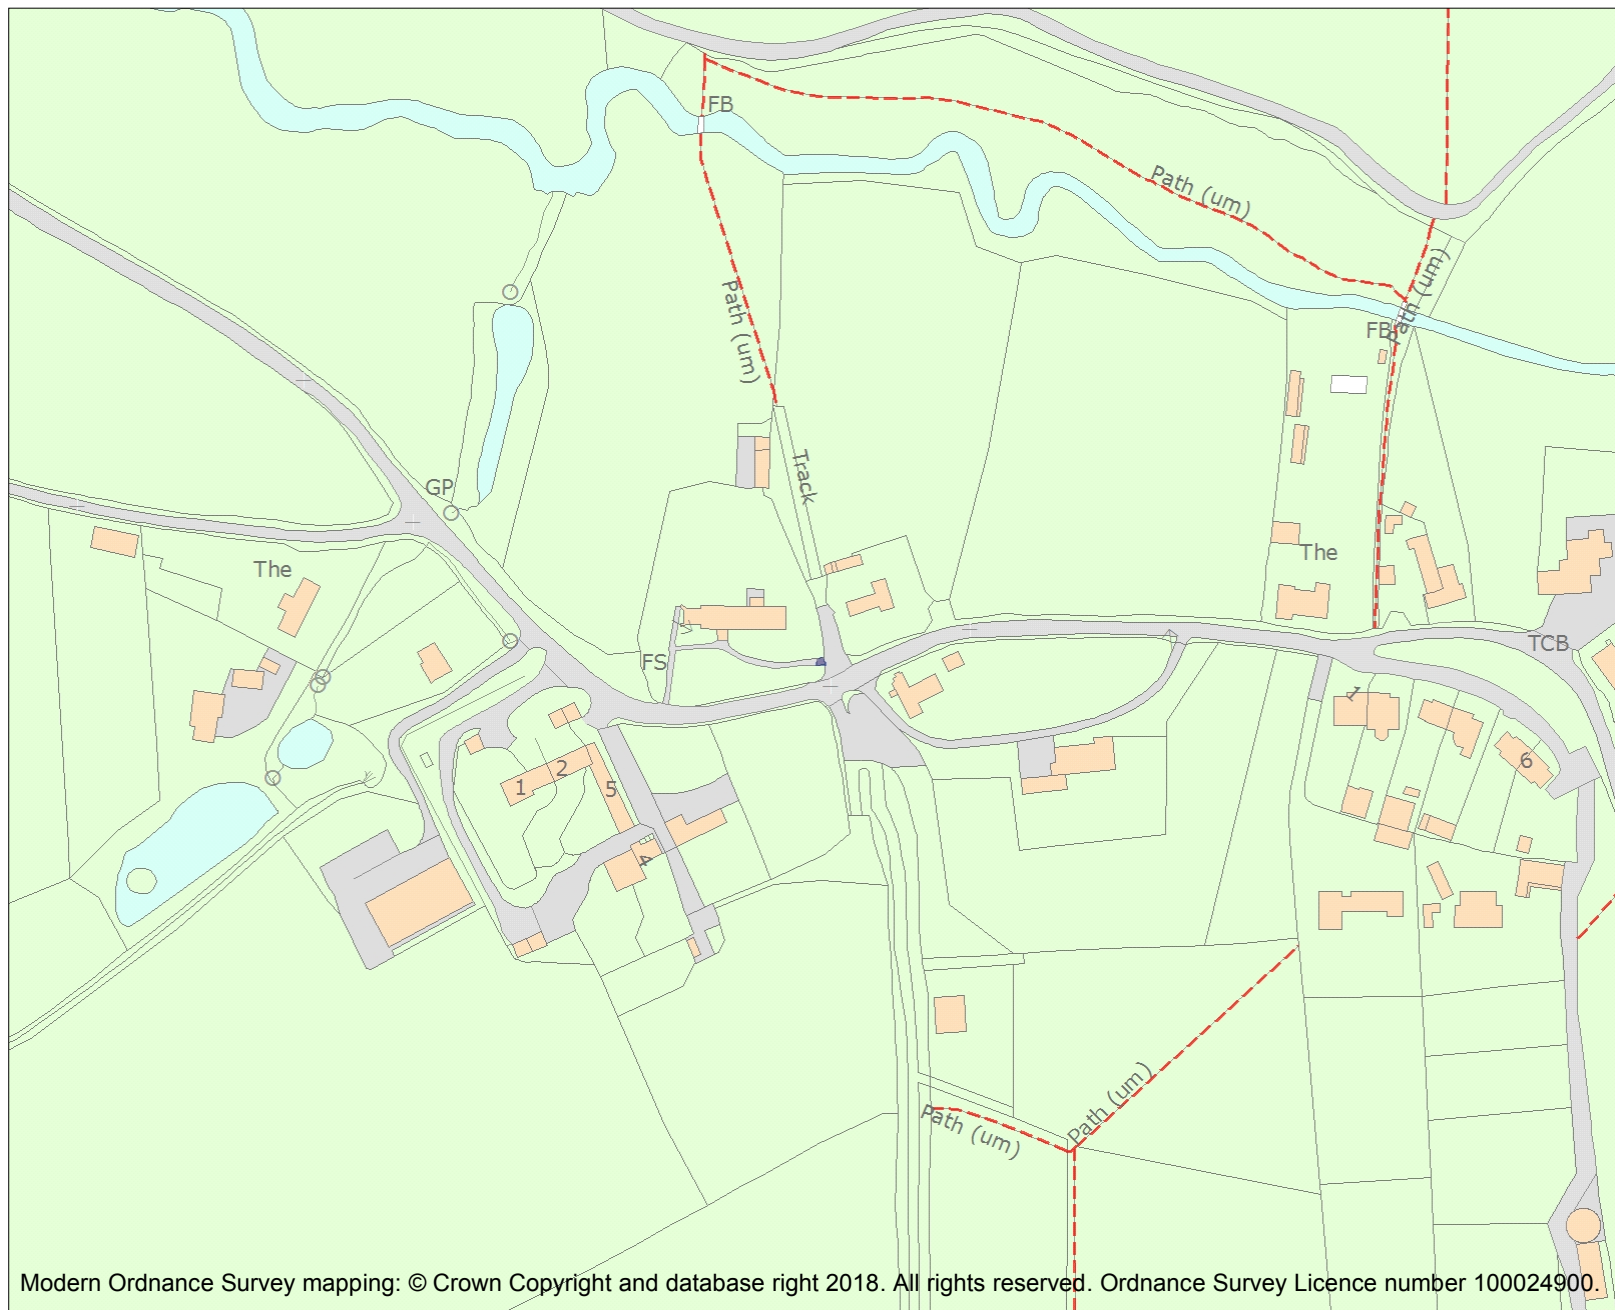 FB
Path (um)
Path (um)
Path (um)
FB
Track
GP
The
The
TCB
FS
1
2
5
4
1
6
Path (um)
Path (um)
Modern Ordnance Survey mapping: © Crown Copyright and database right 2018. All rights reserved. Ordnance Survey Licence number 100024900.